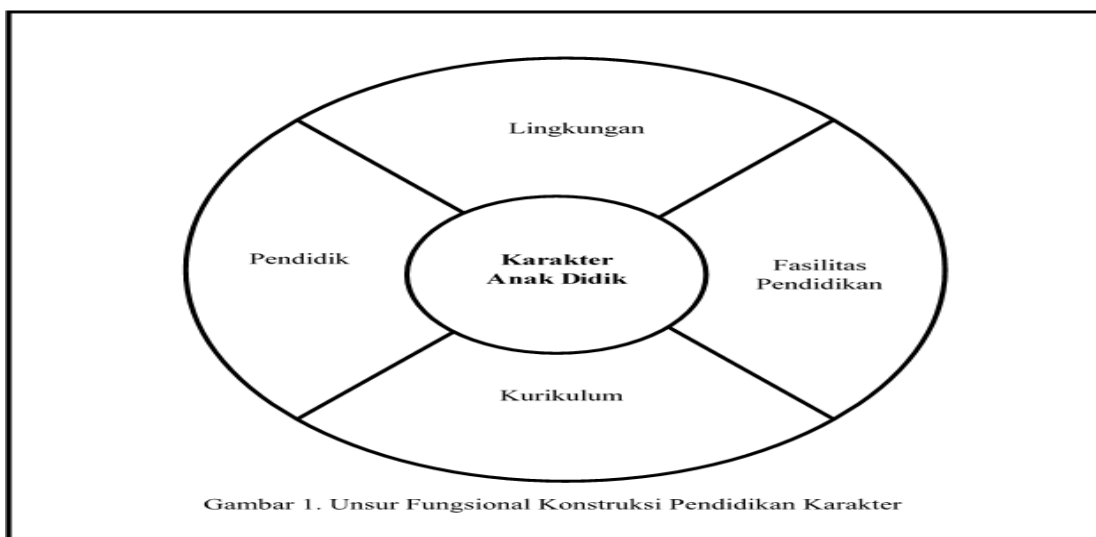 Lingkungan
Pendidik
Karakter
Anak Didik
Fasilitas
Pendidikan
Kurikulum
Gambar 1. Unsur Fungsional Konstruksi Pendidikan Karakter